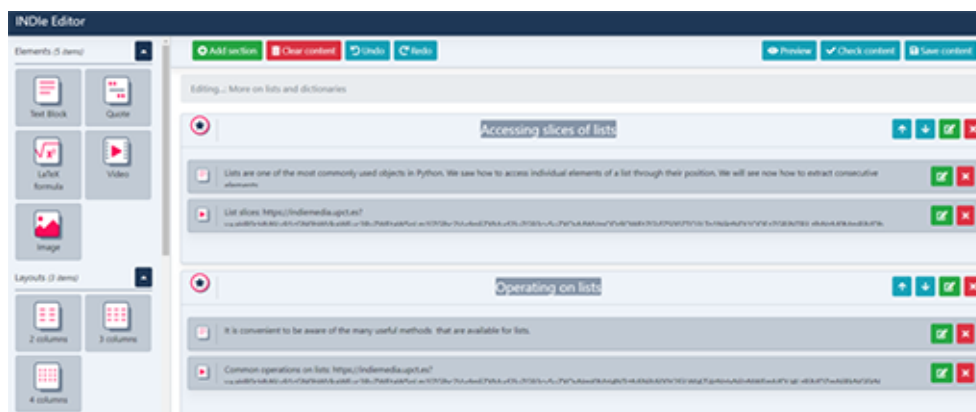 INDIe Editor
Elements (5 items)
Add section
Clear content
Undo
Redo
Preview
Check content
Save content
Text Block
Quote
Editing...: More on lists and dictionaries
Accessing slices of lists
LaTeX
formula
Video
Lists are one of the most commonly used objects in Python. We saw how to access individual elements of a list through their position. We will see now how to extract consecutive
elements
List slices: https://indiemedia.upct.es?
Image
Layouts (3 items)
Operating on lists
2 columns
3 columns
It is convenient to be aware of the many useful methods that are available for lists.
Common operations on lists: https://indiemedia.upct.es?
4 columns